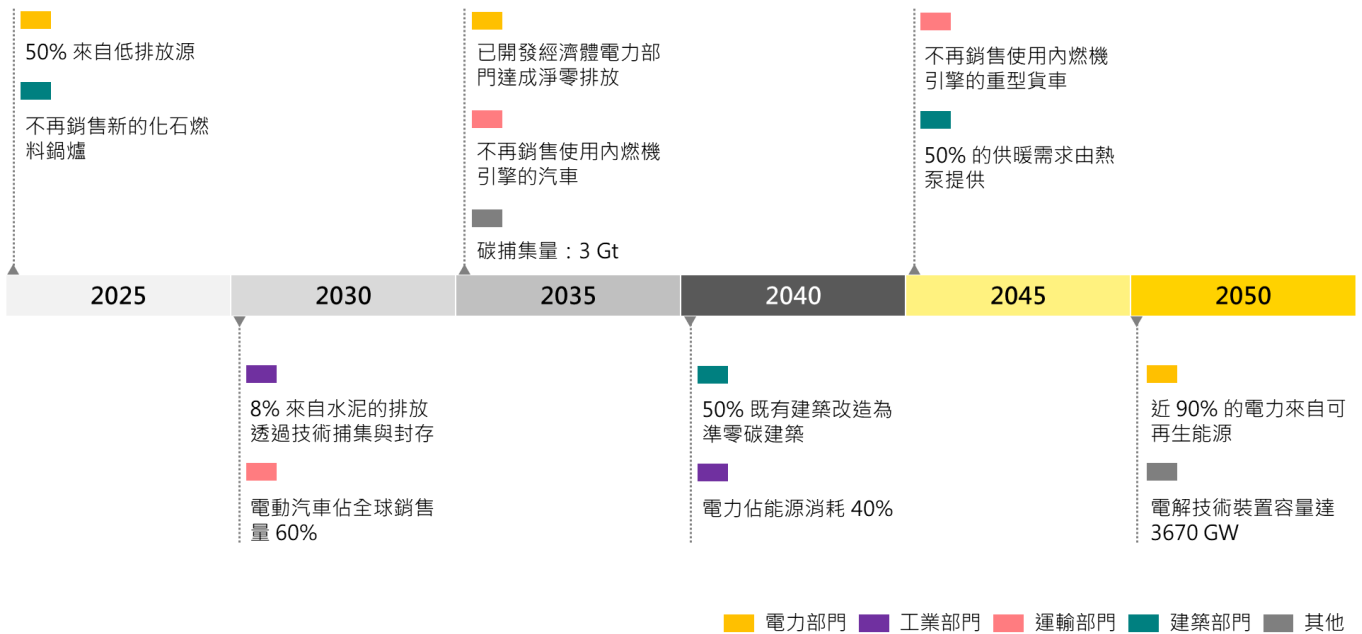 50% 來自低排放源
不再銷售新的化石燃
料鍋爐
已開發經濟體電力部
門達成淨零排放
不再銷售使用內燃機
引擎的汽車
碳捕集量：3 Gt
不再銷售使用內燃機
引擎的重型貨車
50% 的供暖需求由熱
泵提供
2025
2030
2035
2040
2045
2050
8% 來自水泥的排放
透過技術捕集與封存
電動汽車佔全球銷售
量 60%
50% 既有建築改造為
準零碳建築
電力佔能源消耗 40%
近 90% 的電力來自可
再生能源
電解技術裝置容量達
3670 GW
電力部門
工業部門
運輸部門
建築部門
其他